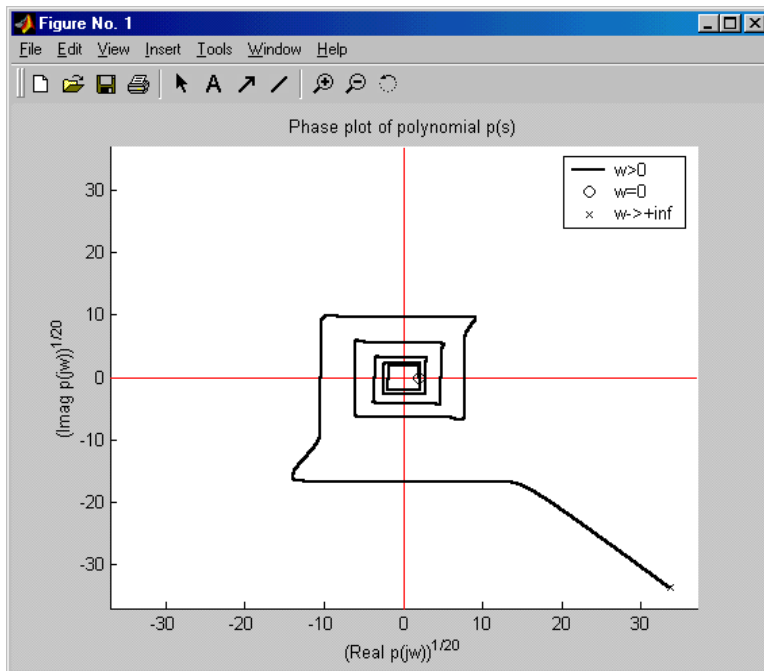 Figure No. 1
File Edit View Insert Tools Window Help
A
Phase plot of polynomial p(s)
w>0
w=0
w->+inf
30
20
10
0
-10
-20
-30
(Imag p(jw))^1/20
-30 -20 -10 0 10 20 30
(Real p(jw))^1/20